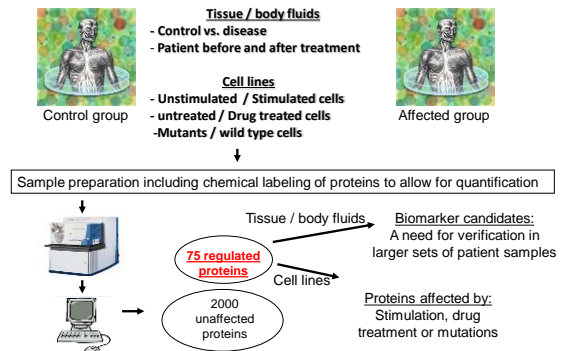 Tissue / body fluids
- Control vs. disease
- Patient before and after treatment
Cell lines
- Unstimulated / Stimulated cells
- untreated / Drug treated cells
-Mutants / wild type cells
Control group
Affected group
Sample preparation including chemical labeling of proteins to allow for quantification
Tissue / body fluids
Biomarker candidates:
A need for verification in
larger sets of patient samples
75 regulated
proteins
Cell lines
2000
unaffected
proteins
Proteins affected by:
Stimulation, drug
treatment or mutations